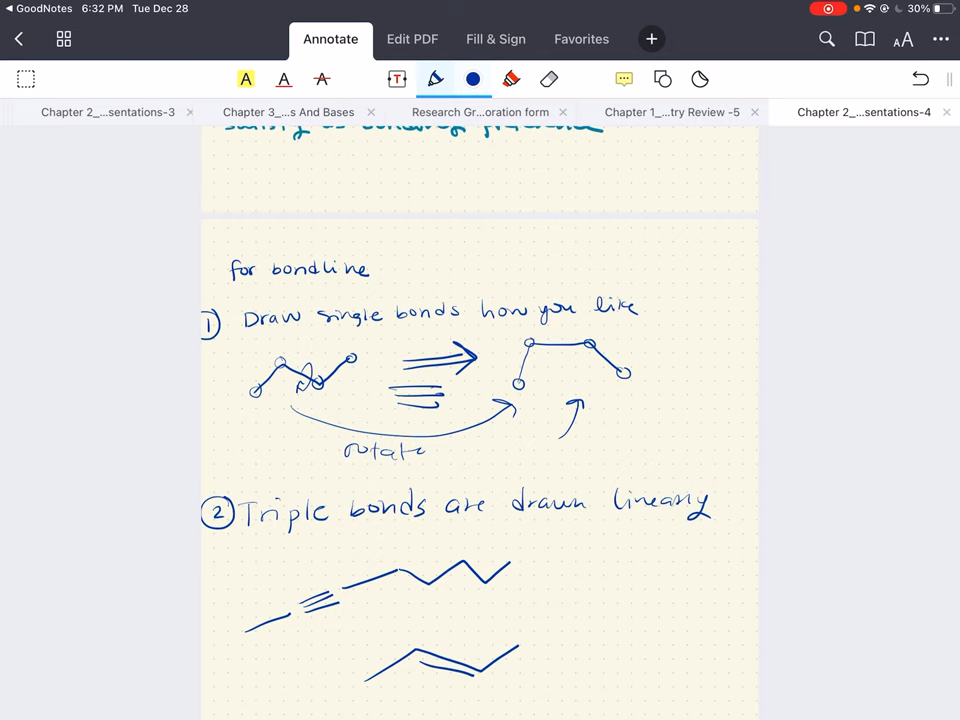 GoodNotes 6:32 PM Tue Dec 28 30%
Annotate Edit PDF Fill & Sign Favorites
A A A T AA
Chapter 2_...sentations-3 Chapter 3_...s And Bases Research Gr...oration form Chapter 1_...try Review -5 Chapter 2_...sentations-4
for bondline
1 Draw single bonds how you like
rotate
2 Triple bonds are drawn linearly